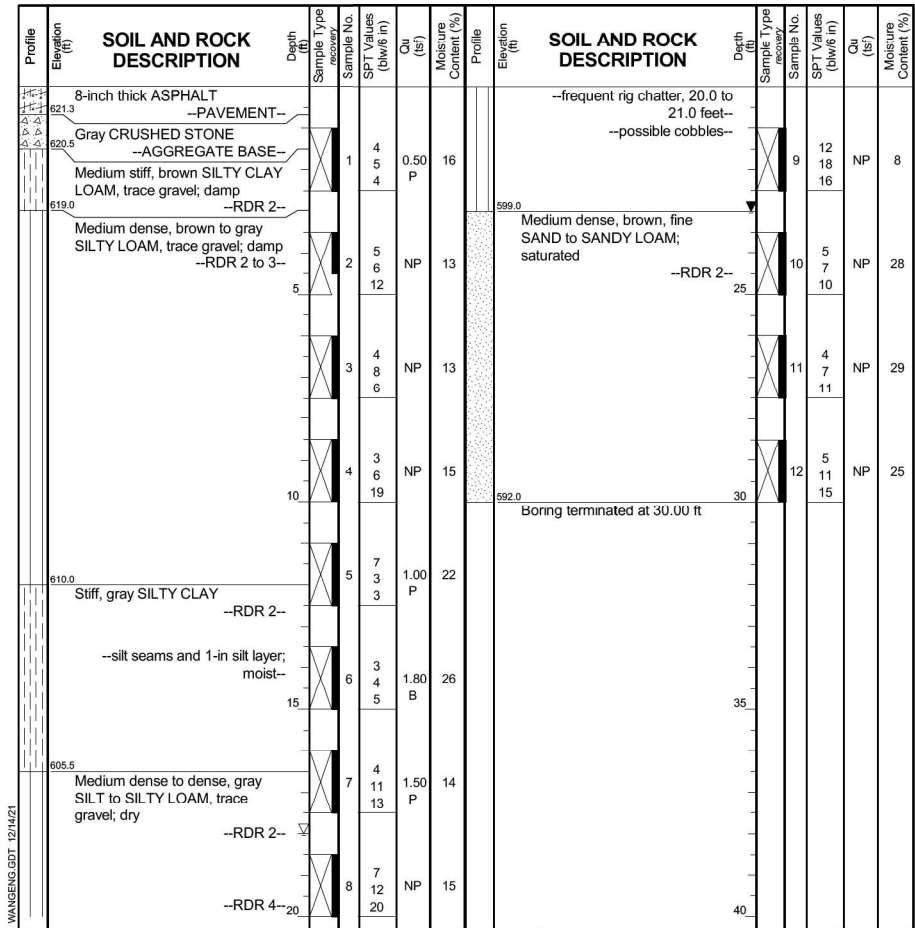 Profile
Elevation (ft)
SOIL AND ROCK DESCRIPTION
Depth (ft)
Sample Type
recovery
Sample No.
SPT Values (blw/6 in)
Qu (tsf)
Moisture Content (%)
8-inch thick ASPHALT
621.3
--PAVEMENT--
Gray CRUSHED STONE
620.5
--AGGREGATE BASE--
Medium stiff, brown SILTY CLAY
LOAM, trace gravel; damp
619.0
--RDR 2--
1
4
5
4
0.50
P
16
Medium dense, brown to gray
SILTY LOAM, trace gravel; damp
--RDR 2 to 3--
5
2
5
6
12
NP
13
3
4
8
6
NP
13
10
4
3
6
19
NP
15
610.0
5
7
3
3
1.00
P
22
Stiff, gray SILTY CLAY
--RDR 2--
--silt seams and 1-in silt layer;
moist--
15
6
3
4
5
1.80
B
26
605.5
7
4
11
13
1.50
P
14
Medium dense to dense, gray
SILT to SILTY LOAM, trace
gravel; dry
--RDR 2--
--RDR 4--
20
8
7
12
20
NP
15
WANGENG.GDT 12/14/21
Profile
Elevation (ft)
SOIL AND ROCK DESCRIPTION
Depth (ft)
Sample Type
recovery
Sample No.
SPT Values (blw/6 in)
Qu (tsf)
Moisture Content (%)
--frequent rig chatter, 20.0 to
21.0 feet--
--possible cobbles--
9
12
18
16
NP
8
599.0
Medium dense, brown, fine
SAND to SANDY LOAM;
saturated
--RDR 2--
25
10
5
7
10
NP
28
11
4
7
11
NP
29
592.0
30
12
5
11
15
NP
25
Boring terminated at 30.00 ft
35
40